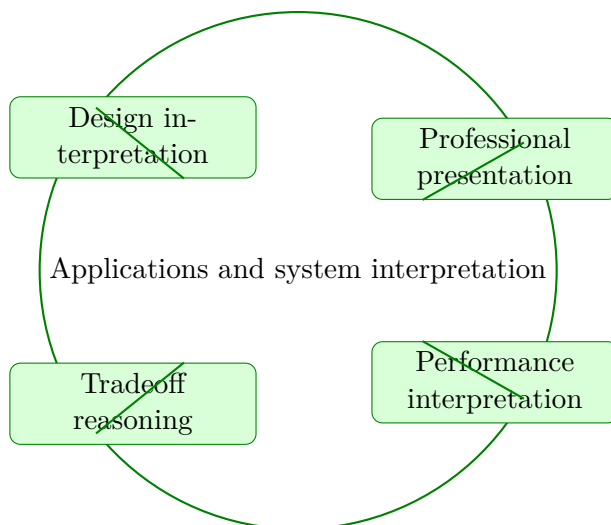 Design in-
terpretation
Professional
presentation
Applications and system interpretation
Tradeoff
reasoning
Performance
interpretation